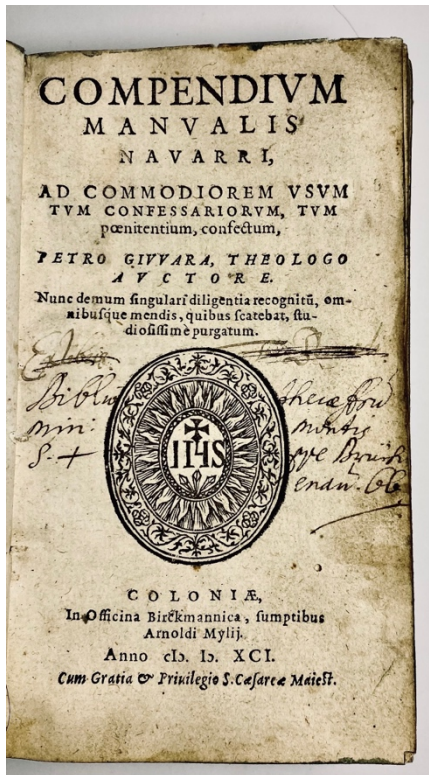 COMPENDIVM
MANVALIS
NAVARRI,
AD COMMODIOREM VSVM
TVM CONFESSARIORVM, TVM
pœnitentium, confectum,
PETRO GIVVARA, THEOLOGO
AVCTORE.
Nunc demum singulari diligentia recognitũ, om-
nibusque mendis, quibus scatebat, stu-
diosissimè purgatum.
IHS
COLONIÆ,
In Officina Birckmannica, sumptibus
Arnoldi Mylij.
Anno cIↄ. Iↄ. XCI.
Cum Gratia & Priuilegio S. Cæsareæ Maiest.